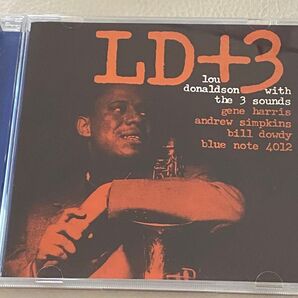 LD+3
lou
donaldson with
the 3 sounds
gene harris
andrew simpkins
bill dowdy
blue note 4012